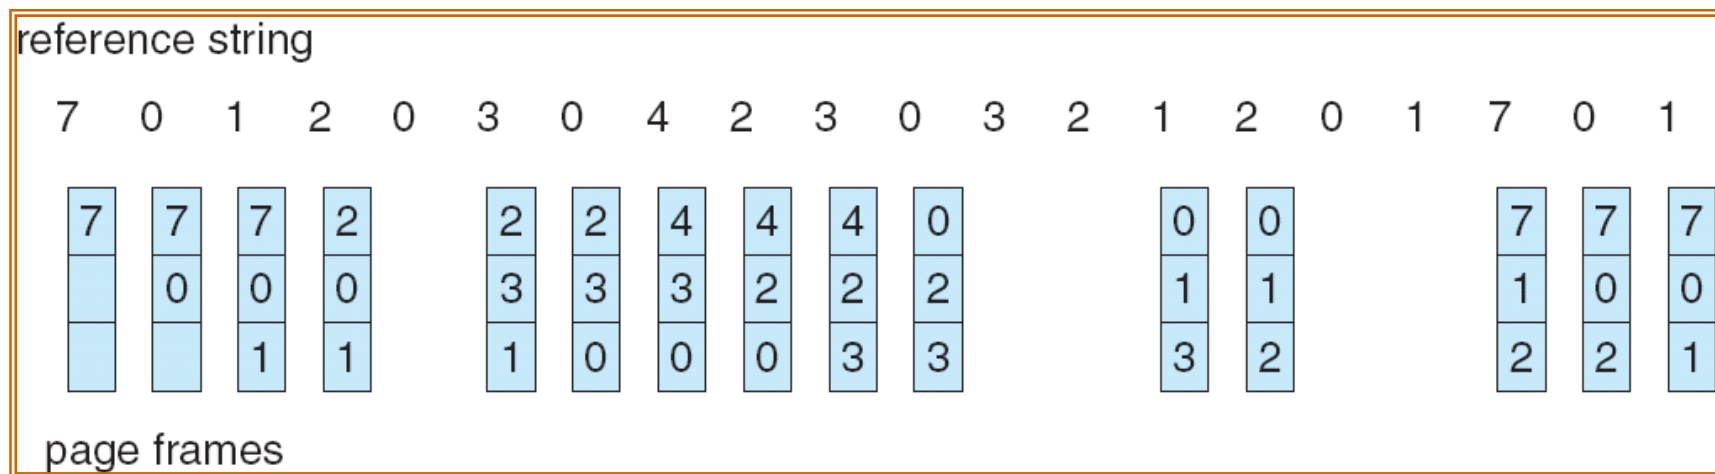 reference string
7 0 1 2 0 3 0 4 2 3 0 3 2 1 2 0 1 7 0 1
7 7 7 2 2 2 4 4 4 0 0 0 7 7 7
0 0 0 3 3 3 2 2 2 1 1 1 0 0
1 1 1 0 0 0 3 3 3 2 2 2 1
page frames